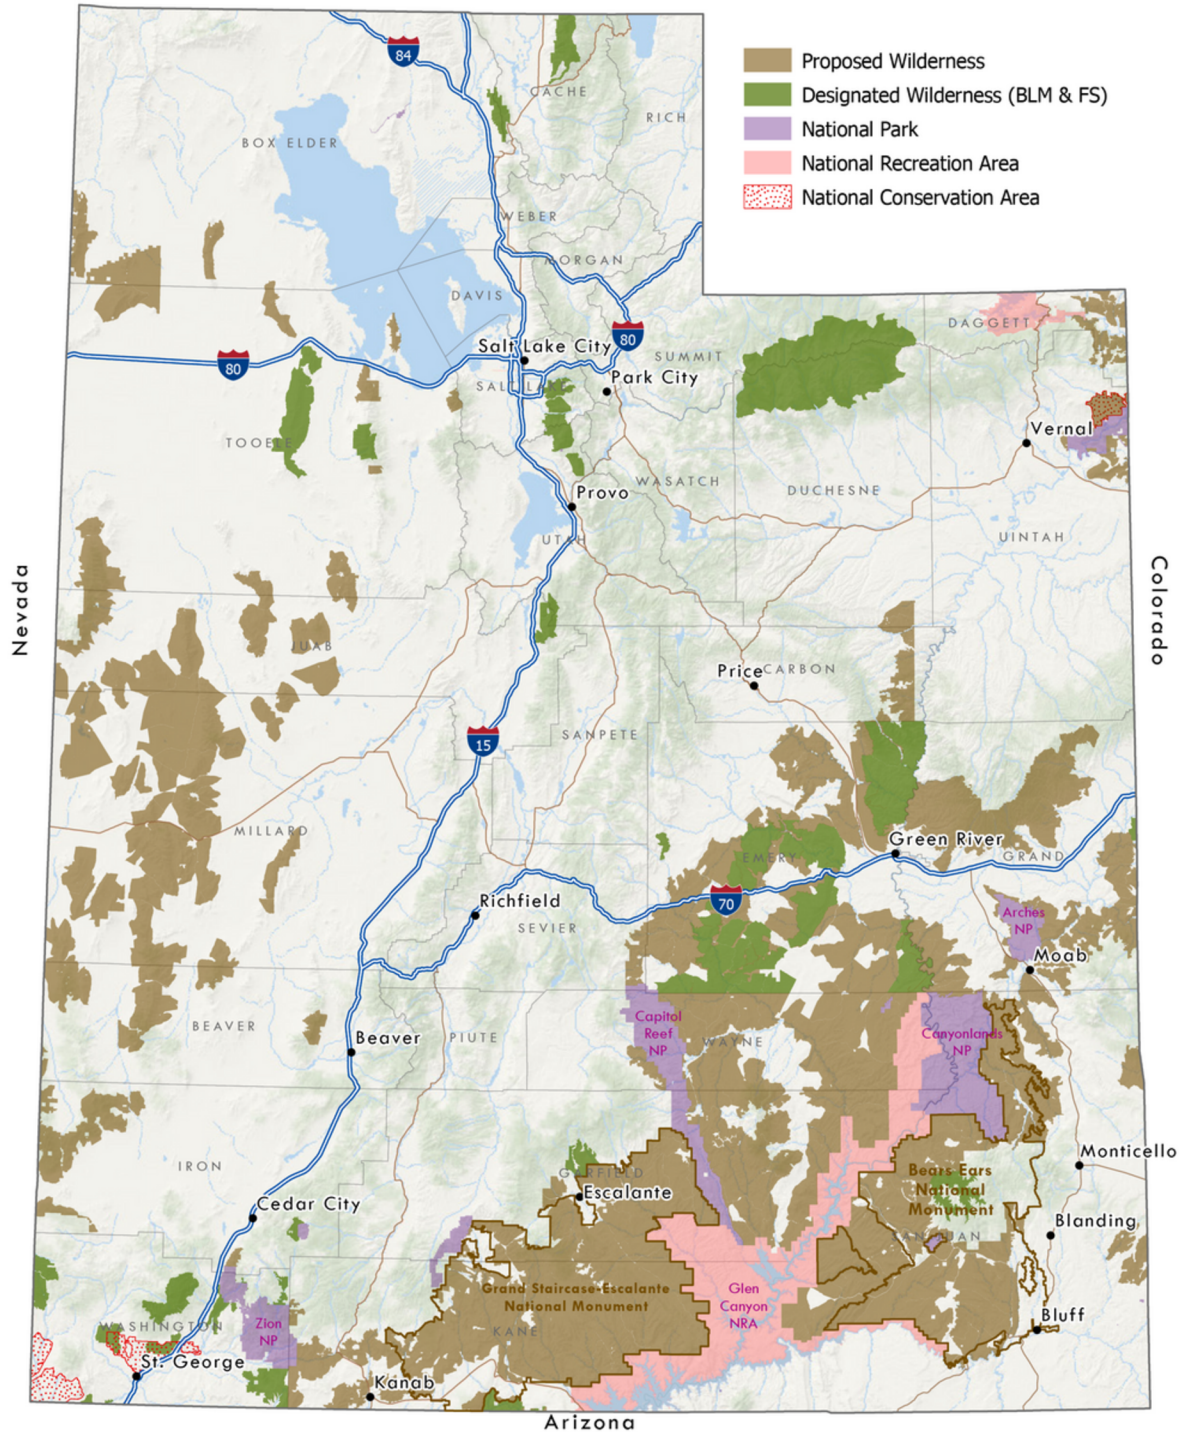 84
Proposed Wilderness
Designated Wilderness (BLM & FS)
National Park
National Recreation Area
National Conservation Area
CACHE
RICH
BOX ELDER
WEBER
MORGAN
DAVIS
DAGGETT
80
Salt Lake City
80
SUMMIT
SALT LAKE
Park City
TOOELE
Vernal
WASATCH
DUCHESNE
Provo
UTAH
UINTAH
Nevada
Colorado
JUAB
Price
CARBON
15
SANPETE
MILLARD
Green River
EMERY
GRAND
70
Richfield
SEVIER
Arches
NP
Moab
Capitol
Reef
NP
BEAVER
Beaver
PIUTE
WAYNE
Canyonlands
NP
IRON
GARFIELD
Escalante
Bears Ears
National
Monument
Monticello
Cedar City
SAN JUAN
Blanding
Grand Staircase-Escalante
National Monument
Glen
Canyon
NRA
WASHINGTON
Zion
NP
KANE
Bluff
St. George
Kanab
Arizona